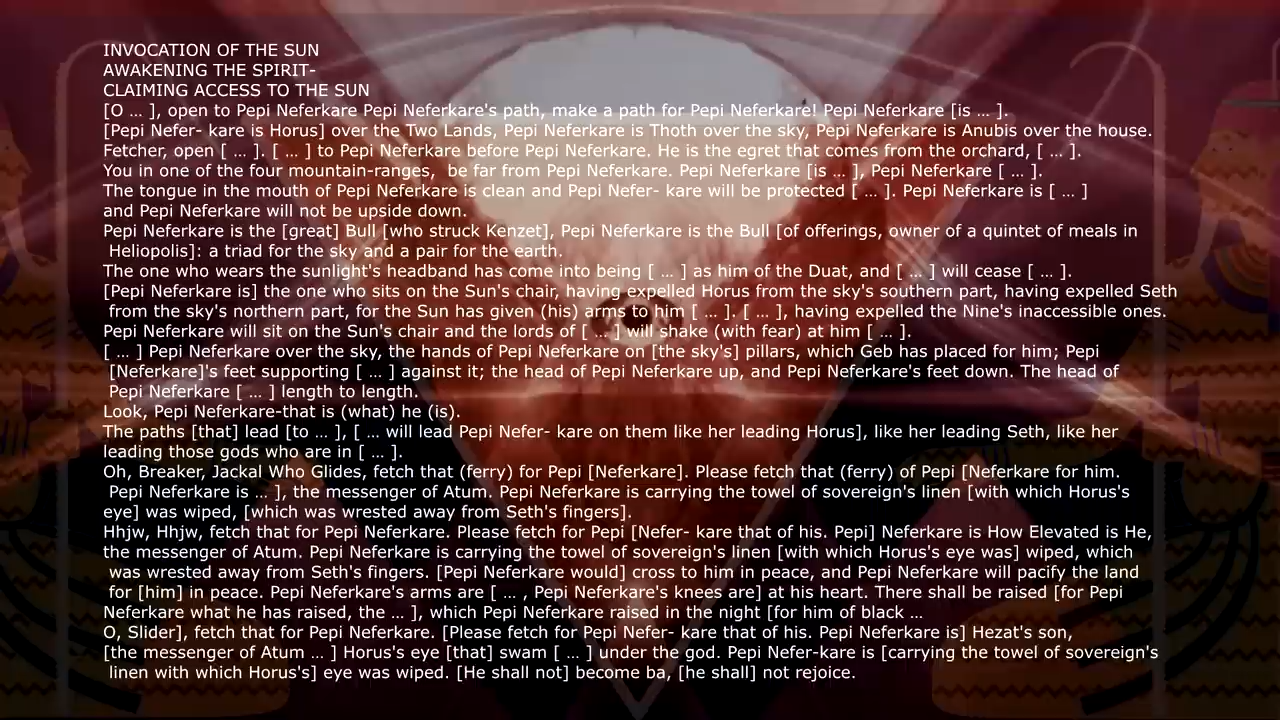 INVOCATION OF THE SUN
AWAKENING THE SPIRIT-
CLAIMING ACCESS TO THE SUN
[O ... ], open to Pepi Neferkare Pepi Neferkare's path, make a path for Pepi Neferkare! Pepi Neferkare [is ... ].
[Pepi Nefer- kare is Horus] over the Two Lands, Pepi Neferkare is Thoth over the sky, Pepi Neferkare is Anubis over the house.
Fetcher, open [ ... ]. [ ... ] to Pepi Neferkare before Pepi Neferkare. He is the egret that comes from the orchard, [ ... ].
You in one of the four mountain-ranges,  be far from Pepi Neferkare. Pepi Neferkare [is ... ], Pepi Neferkare [ ... ].
The tongue in the mouth of Pepi Neferkare is clean and Pepi Nefer- kare will be protected [ ... ]. Pepi Neferkare is [ ... ]
and Pepi Neferkare will not be upside down.
Pepi Neferkare is the [great] Bull [who struck Kenzet], Pepi Neferkare is the Bull [of offerings, owner of a quintet of meals in
Heliopolis]: a triad for the sky and a pair for the earth.
The one who wears the sunlight's headband has come into being [ ... ] as him of the Duat, and [ ... ] will cease [ ... ].
[Pepi Neferkare is] the one who sits on the Sun's chair, having expelled Horus from the sky's southern part, having expelled Seth
from the sky's northern part, for the Sun has given (his) arms to him [ ... ]. [ ... ], having expelled the Nine's inaccessible ones.
Pepi Neferkare will sit on the Sun's chair and the lords of [ ... ] will shake (with fear) at him [ ... ].
[ ... ] Pepi Neferkare over the sky, the hands of Pepi Neferkare on [the sky's] pillars, which Geb has placed for him; Pepi
[Neferkare]'s feet supporting [ ... ] against it; the head of Pepi Neferkare up, and Pepi Neferkare's feet down. The head of
Pepi Neferkare [ ... ] length to length.
Look, Pepi Neferkare-that is (what) he (is).
The paths [that] lead [to ... ], [ ... will lead Pepi Nefer- kare on them like her leading Horus], like her leading Seth, like her
leading those gods who are in [ ... ].
Oh, Breaker, Jackal Who Glides, fetch that (ferry) for Pepi [Neferkare]. Please fetch that (ferry) of Pepi [Neferkare for him.
Pepi Neferkare is ... ], the messenger of Atum. Pepi Neferkare is carrying the towel of sovereign's linen [with which Horus's
eye] was wiped, [which was wrested away from Seth's fingers].
Hhjw, Hhjw, fetch that for Pepi Neferkare. Please fetch for Pepi [Nefer- kare that of his. Pepi] Neferkare is How Elevated is He,
the messenger of Atum. Pepi Neferkare is carrying the towel of sovereign's linen [with which Horus's eye was] wiped, which
was wrested away from Seth's fingers. [Pepi Neferkare would] cross to him in peace, and Pepi Neferkare will pacify the land
for [him] in peace. Pepi Neferkare's arms are [ ... , Pepi Neferkare's knees are] at his heart. There shall be raised [for Pepi
Neferkare what he has raised, the ... ], which Pepi Neferkare raised in the night [for him of black ...
O, Slider], fetch that for Pepi Neferkare. [Please fetch for Pepi Nefer- kare that of his. Pepi Neferkare is] Hezat's son,
[the messenger of Atum ... ] Horus's eye [that] swam [ ... ] under the god. Pepi Nefer-kare is [carrying the towel of sovereign's
linen with which Horus's] eye was wiped. [He shall not] become ba, [he shall] not rejoice.